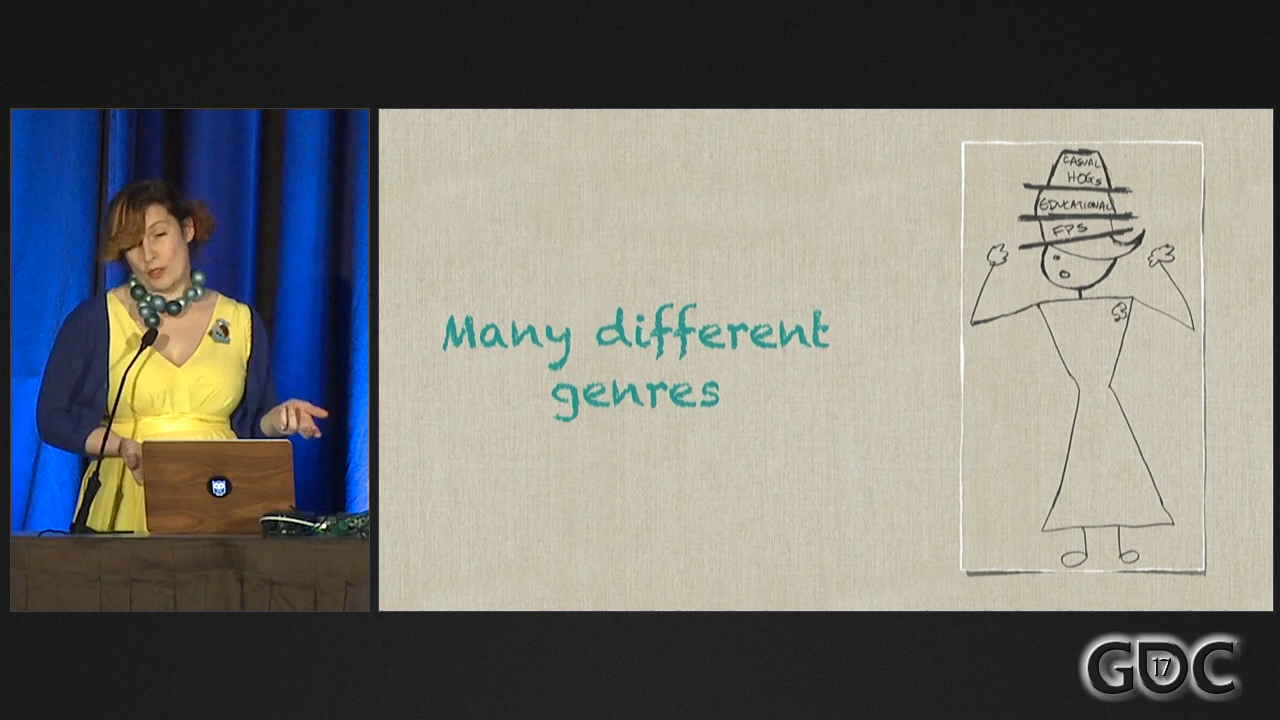 Many different
genres
CASUAL
HOGs
EDUCATIONAL
FPS
GDC
17